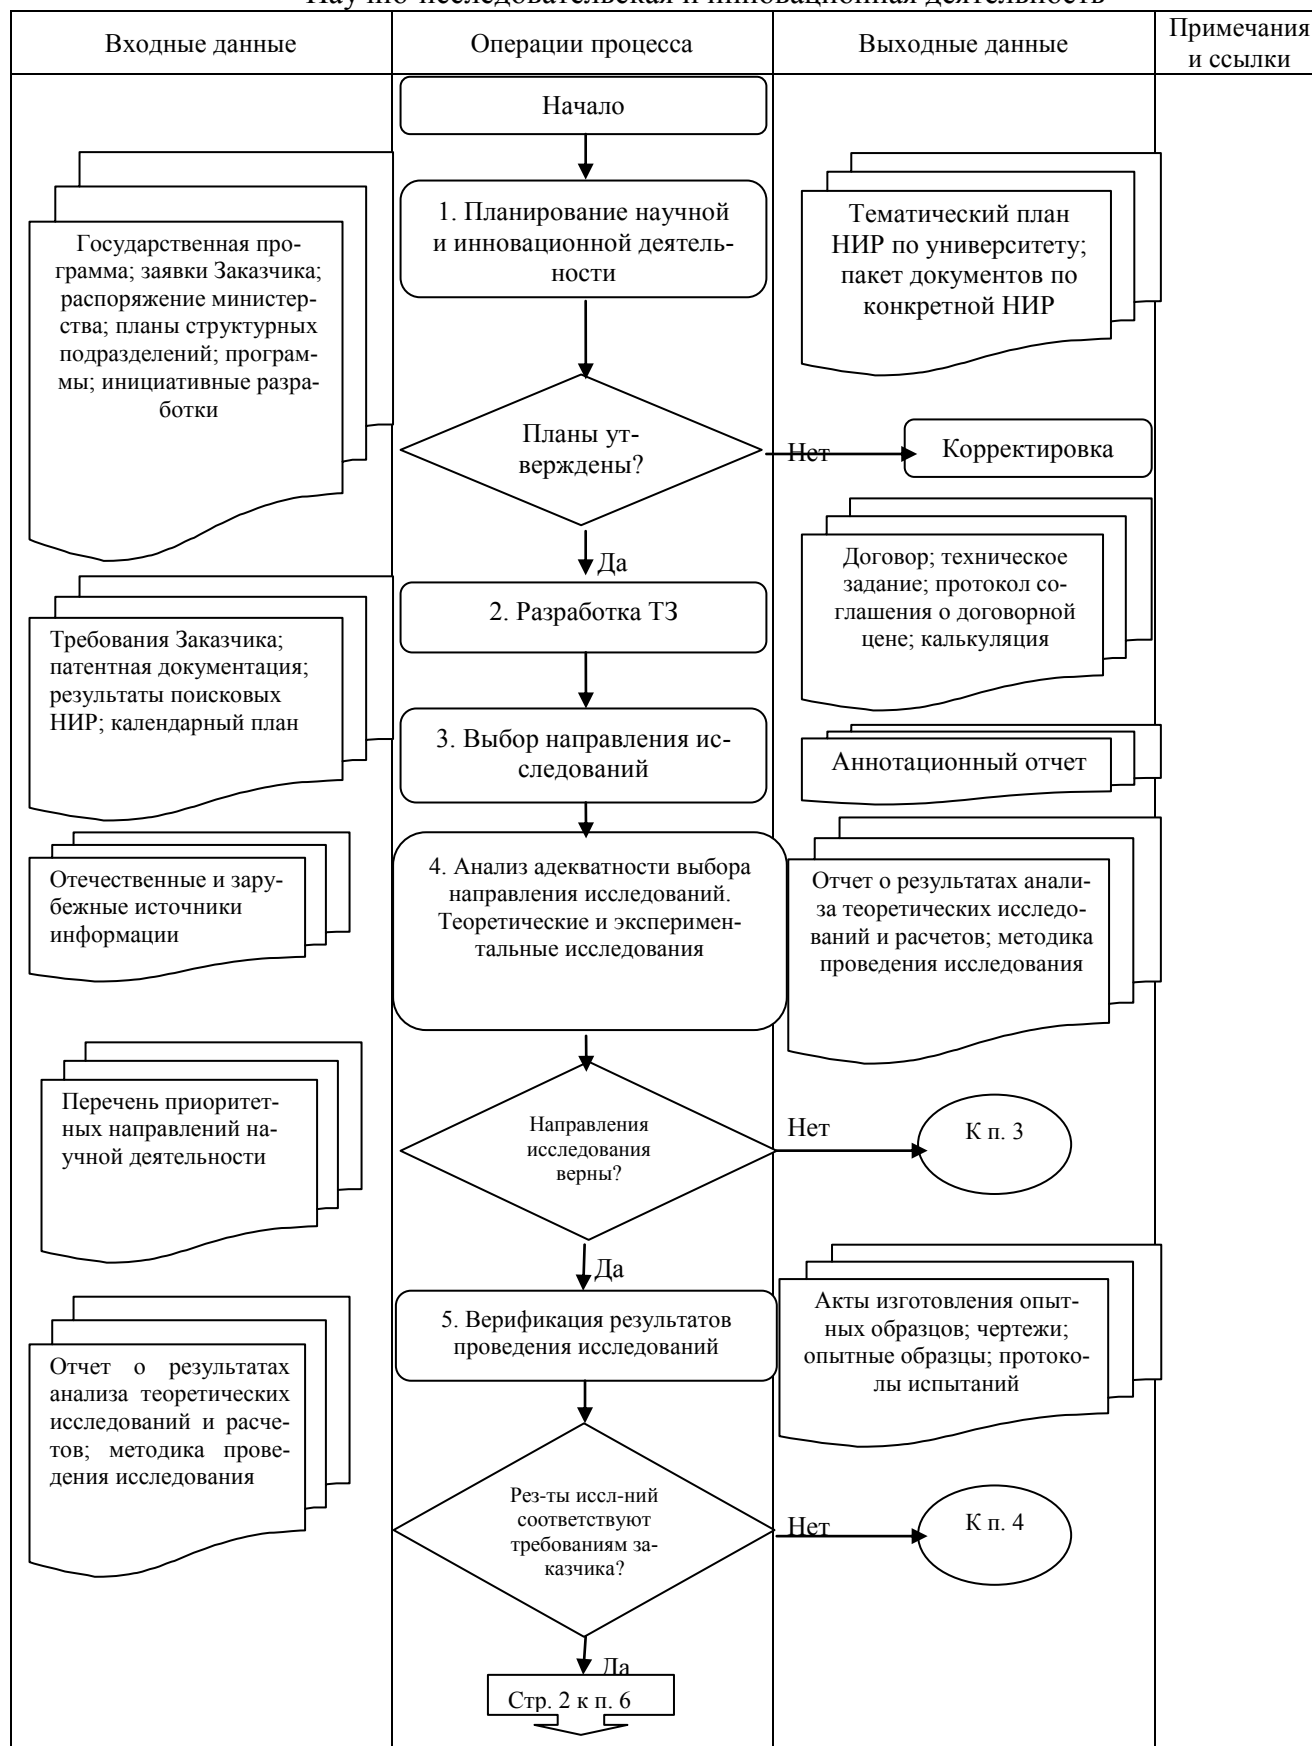 Научно-исследовательская и инновационная деятельность
Входные данные
Операции процесса
Выходные данные
Примечания
и ссылки
Начало
1. Планирование научной
и инновационной деятель-
ности
Государственная про-
грамма; заявки Заказчика;
распоряжение министер-
ства; планы структурных
подразделений; програм-
мы; инициативные разра-
ботки
Тематический план
НИР по университету;
пакет документов по
конкретной НИР
Планы ут-
верждены?
Нет
Корректировка
Да
2. Разработка ТЗ
Договор; техническое
задание; протокол со-
глашения о договорной
цене; калькуляция
Требования Заказчика;
патентная документация;
результаты поисковых
НИР; календарный план
3. Выбор направления ис-
следований
Аннотационный отчет
4. Анализ адекватности выбора
направления исследований.
Теоретические и эксперимен-
тальные исследования
Отечественные и зару-
бежные источники
информации
Отчет о результатах анали-
за теоретических исследо-
ваний и расчетов; методика
проведения исследования
Перечень приоритет-
ных направлений на-
учной деятельности
Направления
исследования
верны?
Нет
К п. 3
Да
5. Верификация результатов
проведения исследований
Акты изготовления опыт-
ных образцов; чертежи;
опытные образцы; протоко-
лы испытаний
Отчет о результатах
анализа теоретических
исследований и расче-
тов; методика прове-
дения исследования
Рез-ты иссл-ний
соответствуют
требованиям за-
казчика?
Нет
К п. 4
Да
Стр. 2 к п. 6